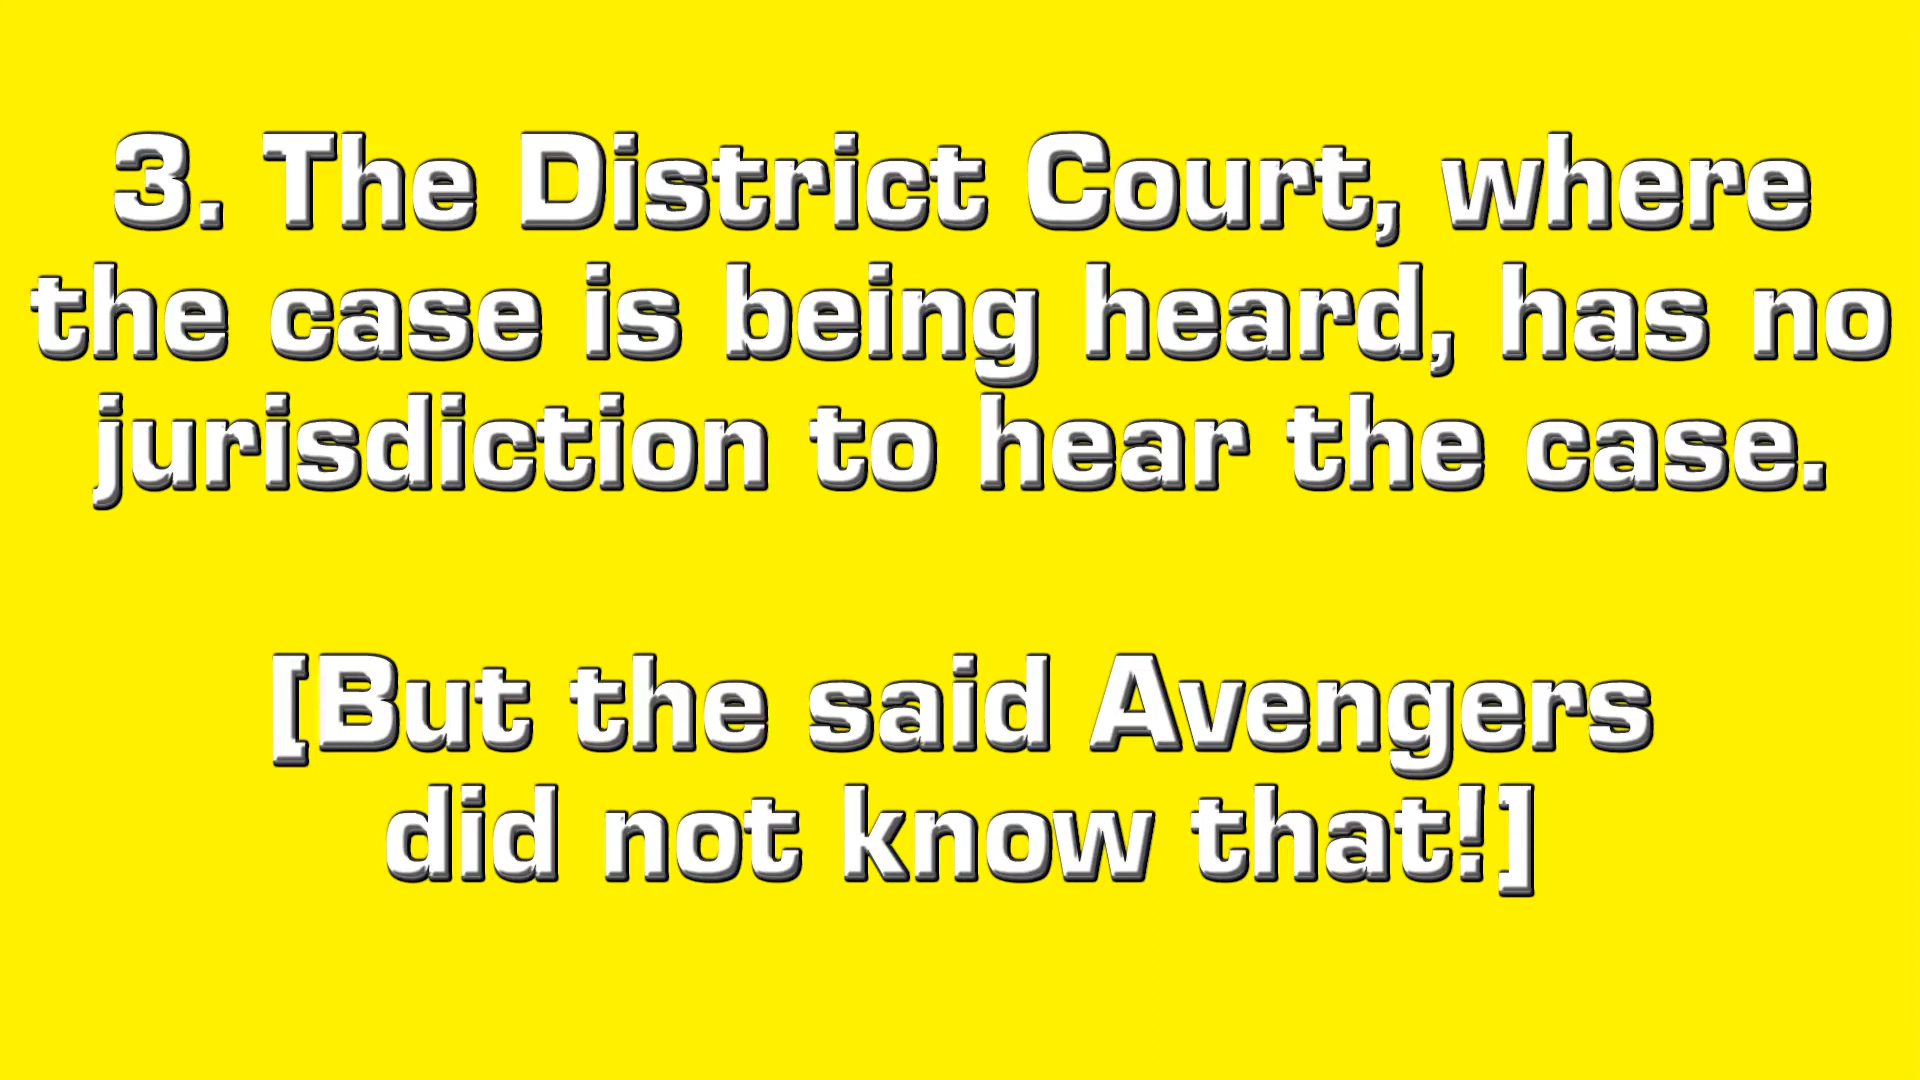 3. The District Court, where
the case is being heard, has no
jurisdiction to hear the case.
[But the said Avengers
did not know that!]